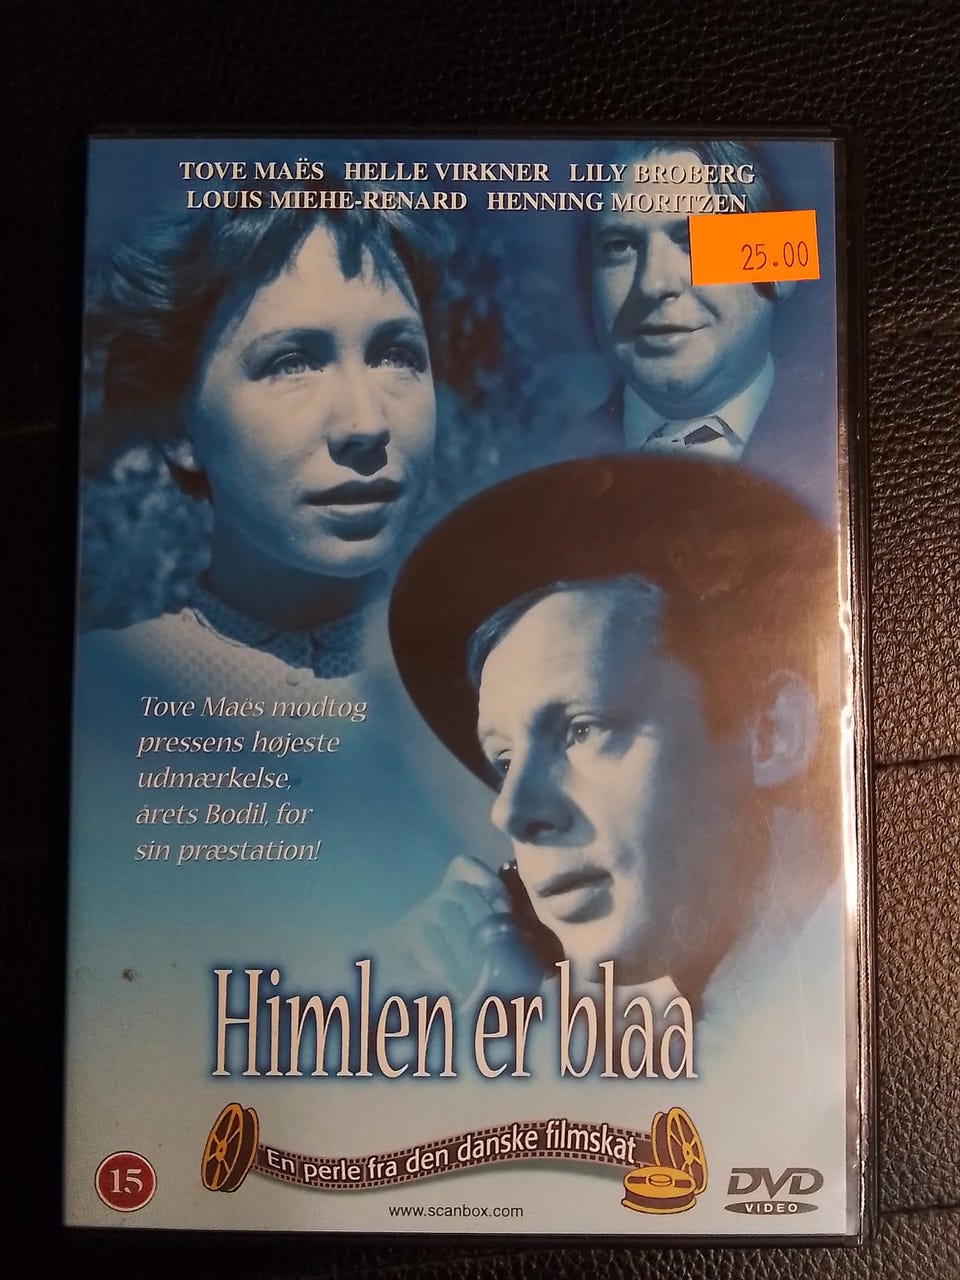 TOVE MAËS HELLE VIRKNER LILY BROBERG
LOUIS MIEHE-RENARD HENNING MORITZEN
25.00
Tove Maës modtog
pressens højeste
udmærkelse,
årets Bodil, for
sin præstation!
Himlen er blaa
En perle fra den danske filmskat
15
www.scanbox.com
DVD
VIDEO